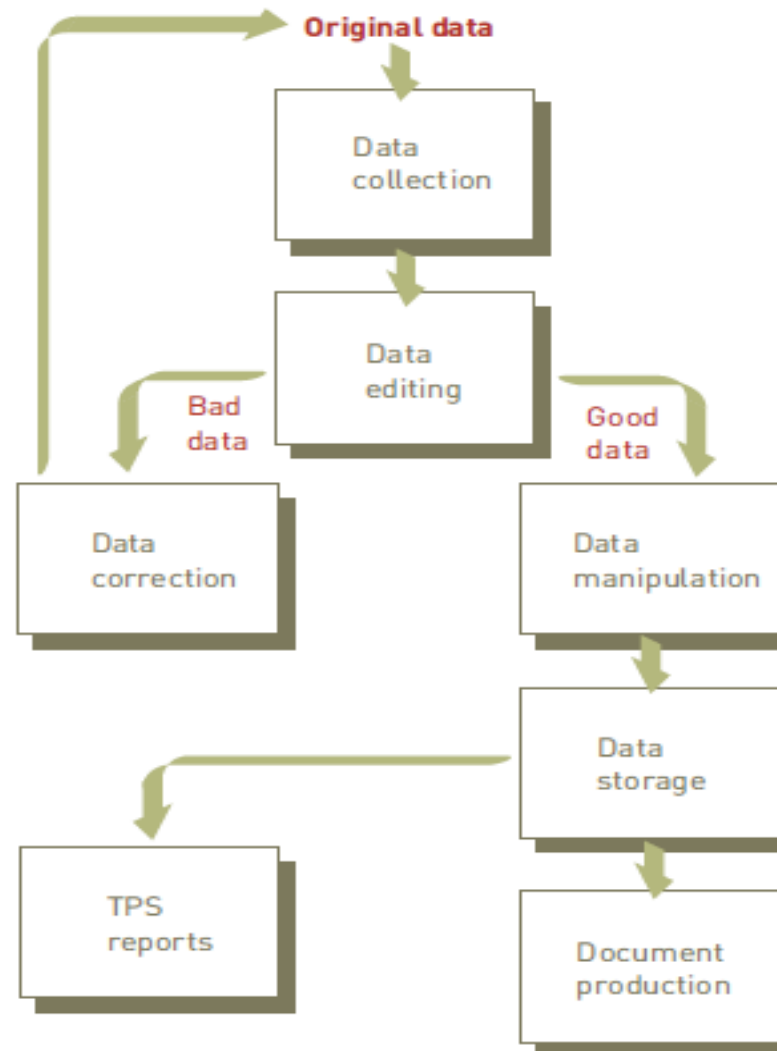 Original data
Data
collection
Data
editing
Bad
data
Good
data
Data
correction
Data
manipulation
Data
storage
TPS
reports
Document
production